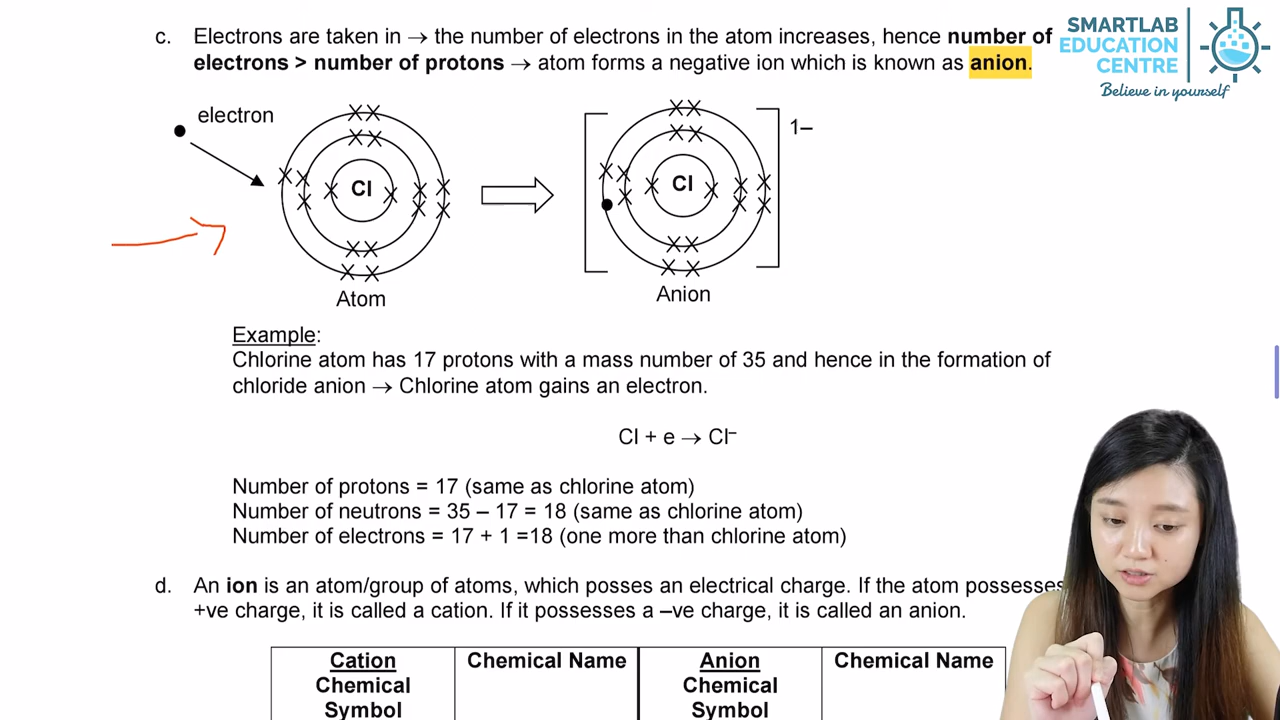 c. Electrons are taken in → the number of electrons in the atom increases, hence number of
electrons > number of protons → atom forms a negative ion which is known as anion.
SMARTLAB
EDUCATION
CENTRE
Believe in yourself
electron
Cl
Atom
Cl
1–
Anion
Example:
Chlorine atom has 17 protons with a mass number of 35 and hence in the formation of
chloride anion → Chlorine atom gains an electron.
Cl + e → Cl⁻
Number of protons = 17 (same as chlorine atom)
Number of neutrons = 35 – 17 = 18 (same as chlorine atom)
Number of electrons = 17 + 1 =18 (one more than chlorine atom)
d. An ion is an atom/group of atoms, which posses an electrical charge. If the atom possesses
+ve charge, it is called a cation. If it possesses a –ve charge, it is called an anion.
Cation
Chemical
Symbol
Chemical Name
Anion
Chemical
Symbol
Chemical Name